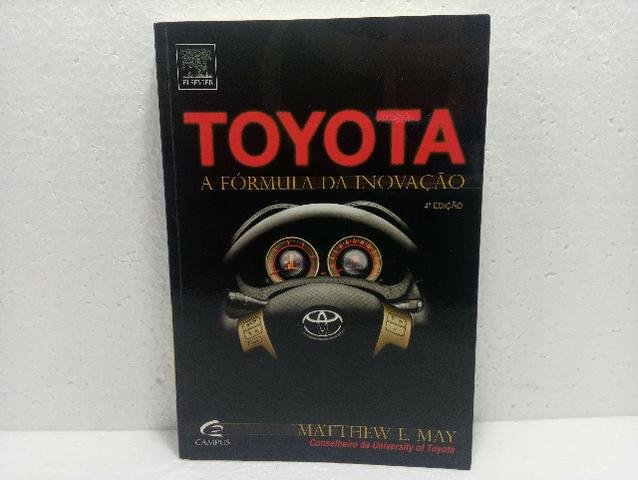 ELSEVIER
TOYOTA
A FÓRMULA DA INOVAÇÃO
4ª EDIÇÃO
CAMPUS
MATTHEW E. MAY
Conselheiro da University of Toyota